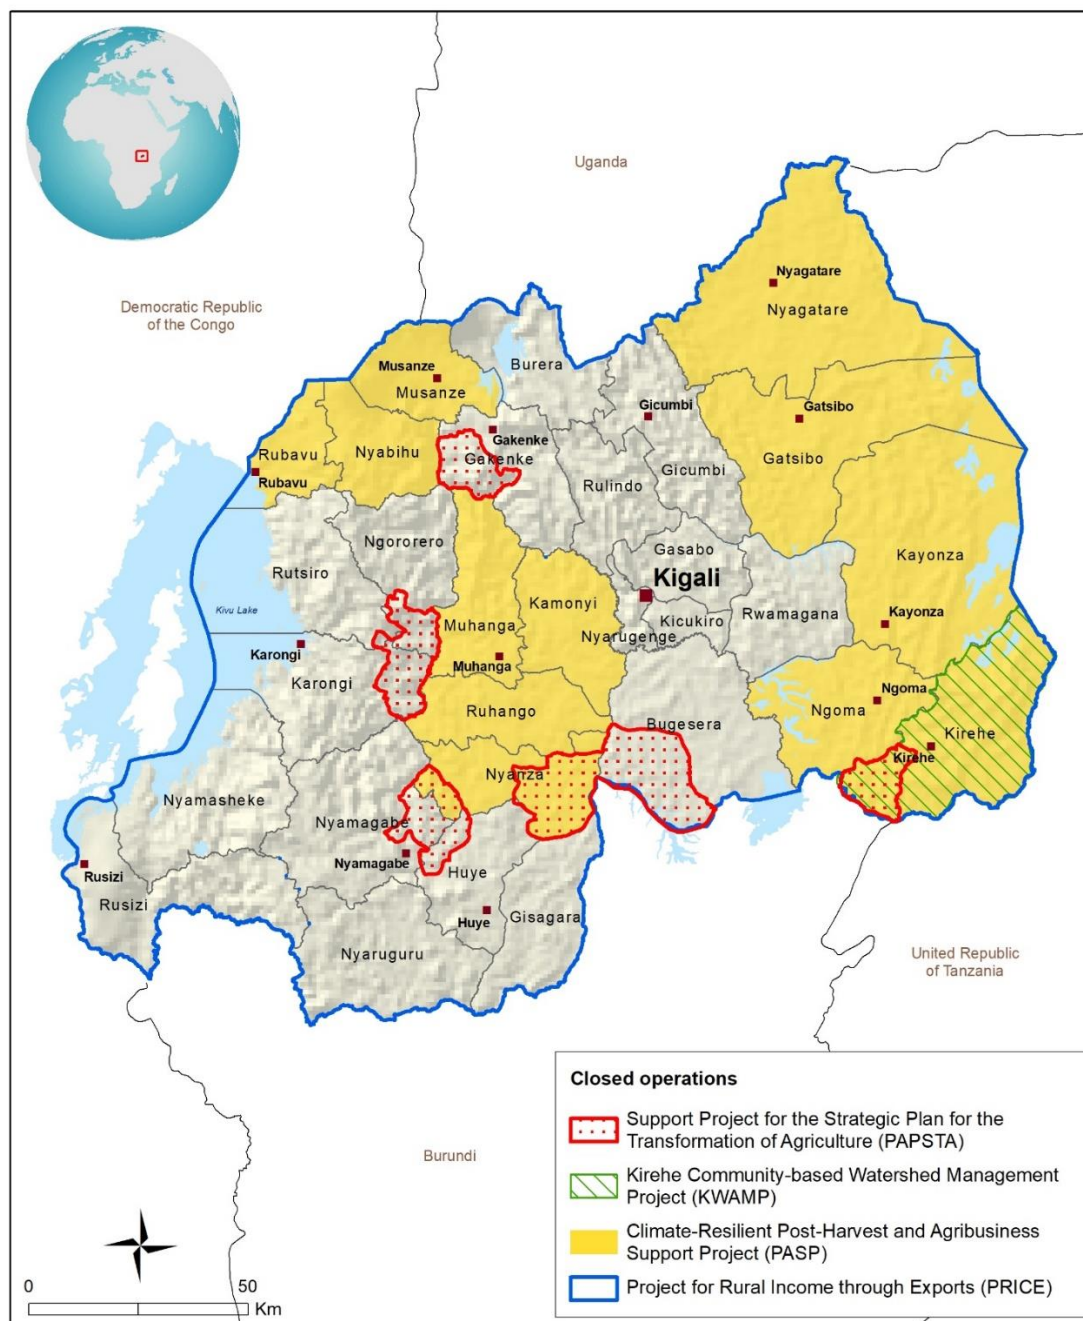 Uganda
Democratic Republic
of the Congo
Nyagatare
Nyagatare
Musanze
Musanze
Burera
Gicumbi
Gatsibo
Gakenke
Gakenke
Rubavu
Nyabihu
Rubavu
Rulindo
Gicumbi
Gatsibo
Ngororero
Gasabo
Kayonza
Rutsiro
Kigali
Kamonyi
Kivu Lake
Muhanga
Nyarugenge
Kicukiro
Rwamagana
Kayonza
Karongi
Karongi
Muhanga
Ngoma
Ruhango
Bugesera
Ngoma
Kirehe
Kirehe
Nyanza
Nyamasheke
Nyamagabe
Nyamagabe
Huye
Rusizi
Rusizi
Huye
Gisagara
Nyaruguru
United Republic
of Tanzania
Burundi
Closed operations
Support Project for the Strategic Plan for the
Transformation of Agriculture (PAPSTA)
Kirehe Community-based Watershed Management
Project (KWAMP)
Climate-Resilient Post-Harvest and Agribusiness
Support Project (PASP)
Project for Rural Income through Exports (PRICE)
0 50
Km